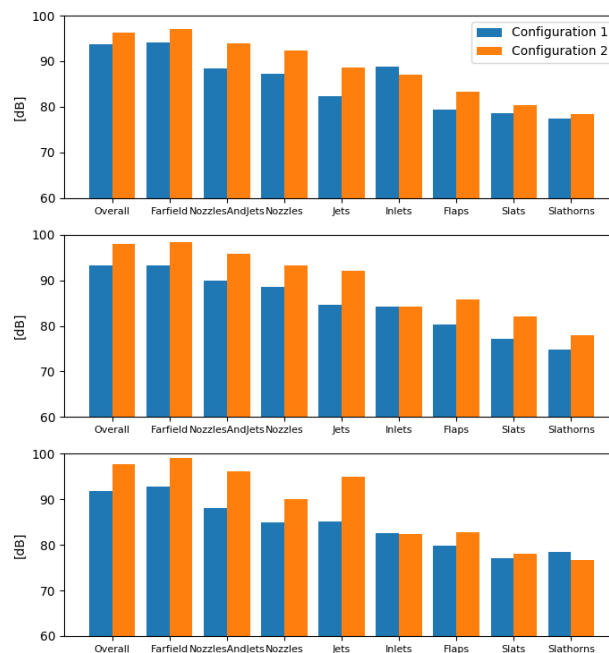 100
90
80
70
60
[dB]
Configuration 1
Configuration 2
Overall Farfield NozzlesAndJets Nozzles Jets Inlets Flaps Slats Slathorns
100
90
80
70
60
[dB]
Overall Farfield NozzlesAndJets Nozzles Jets Inlets Flaps Slats Slathorns
100
90
80
70
60
[dB]
Overall Farfield NozzlesAndJets Nozzles Jets Inlets Flaps Slats Slathorns